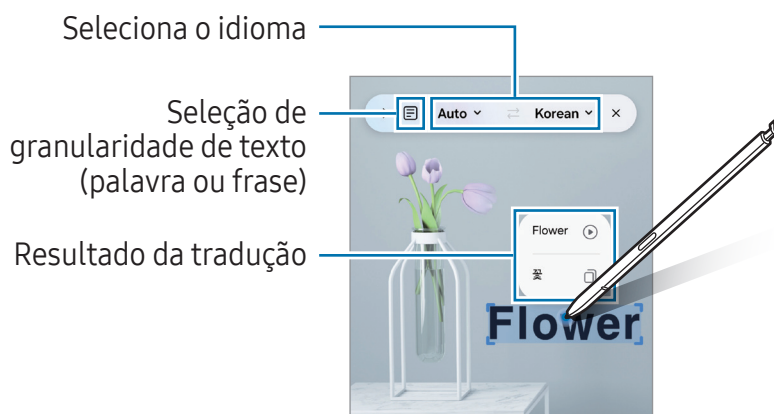 Seleciona o idioma
Seleção de
granularidade de texto
(palavra ou frase)
Resultado da tradução
Auto
Korean
Flower
꽃
Flower